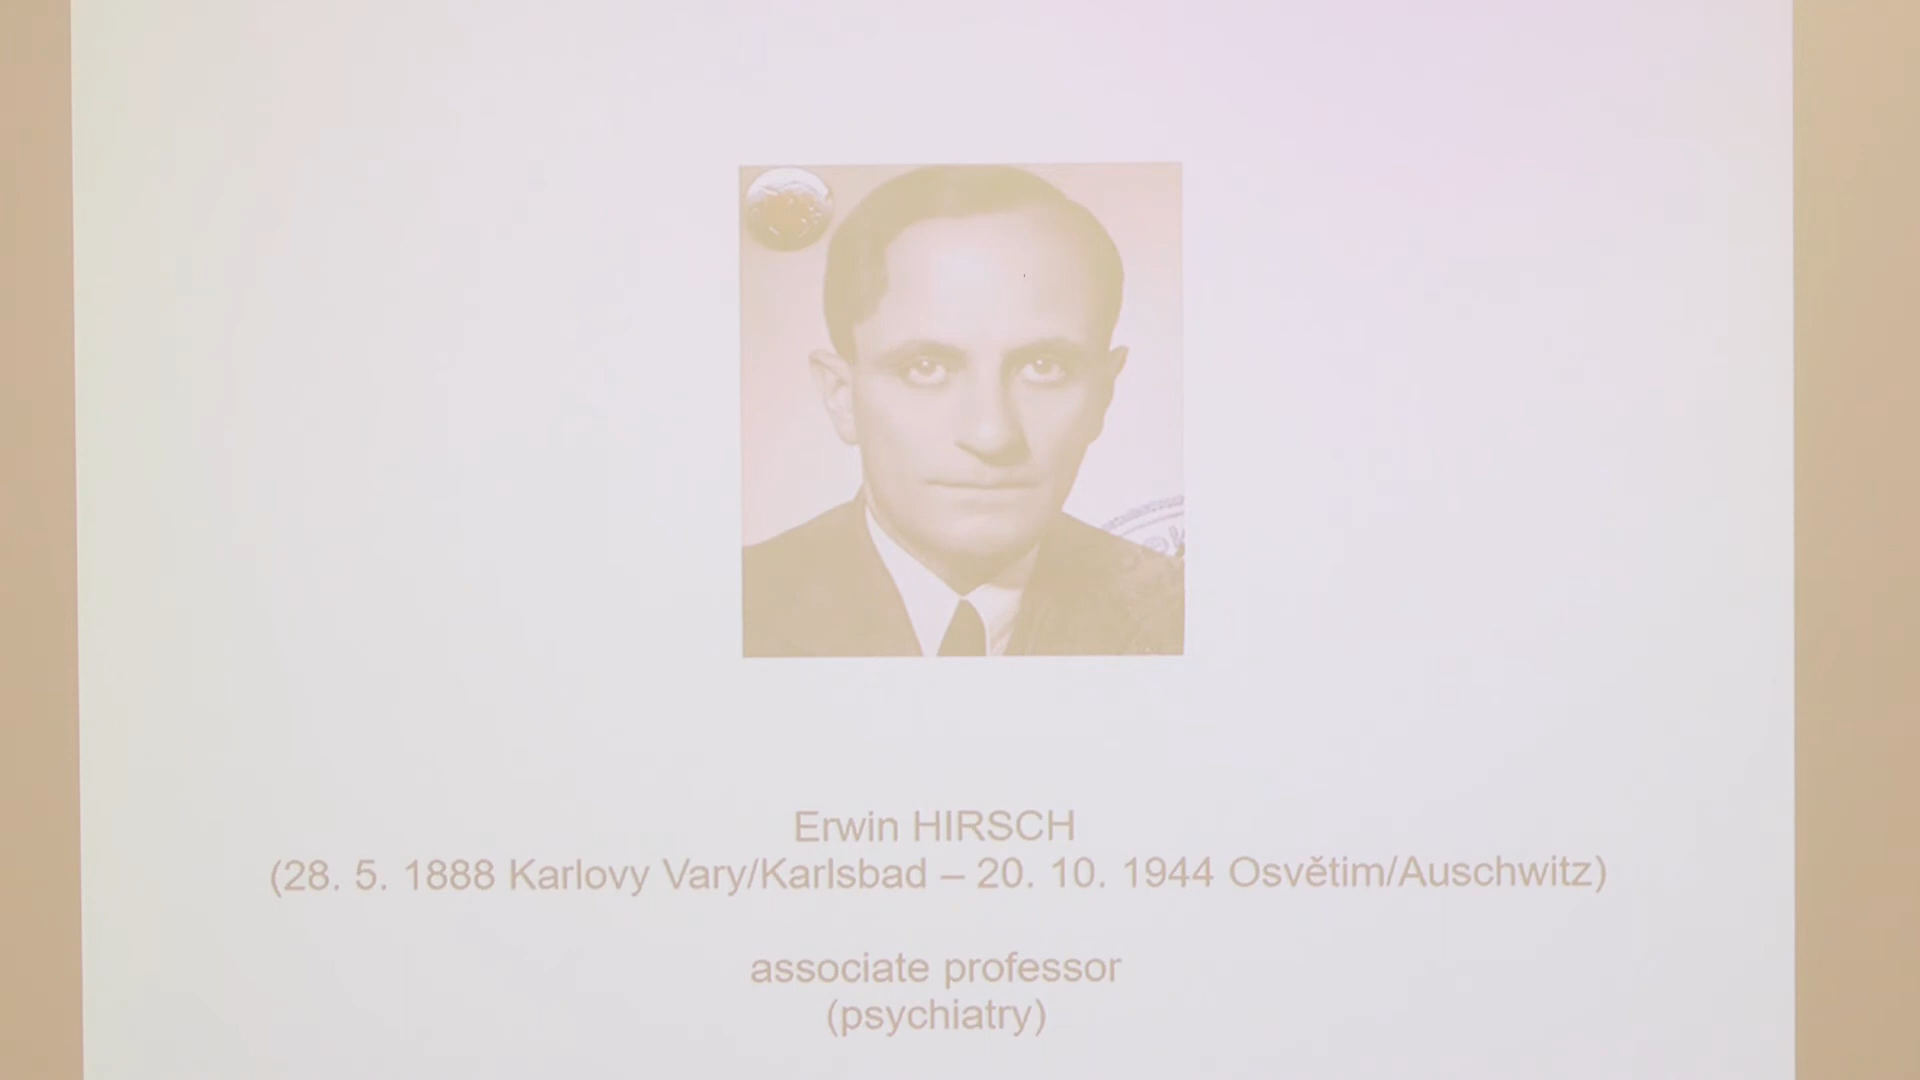 Erwin HIRSCH
(28. 5. 1888 Karlovy Vary/Karlsbad – 20. 10. 1944 Osvětim/Auschwitz)
associate professor
(psychiatry)